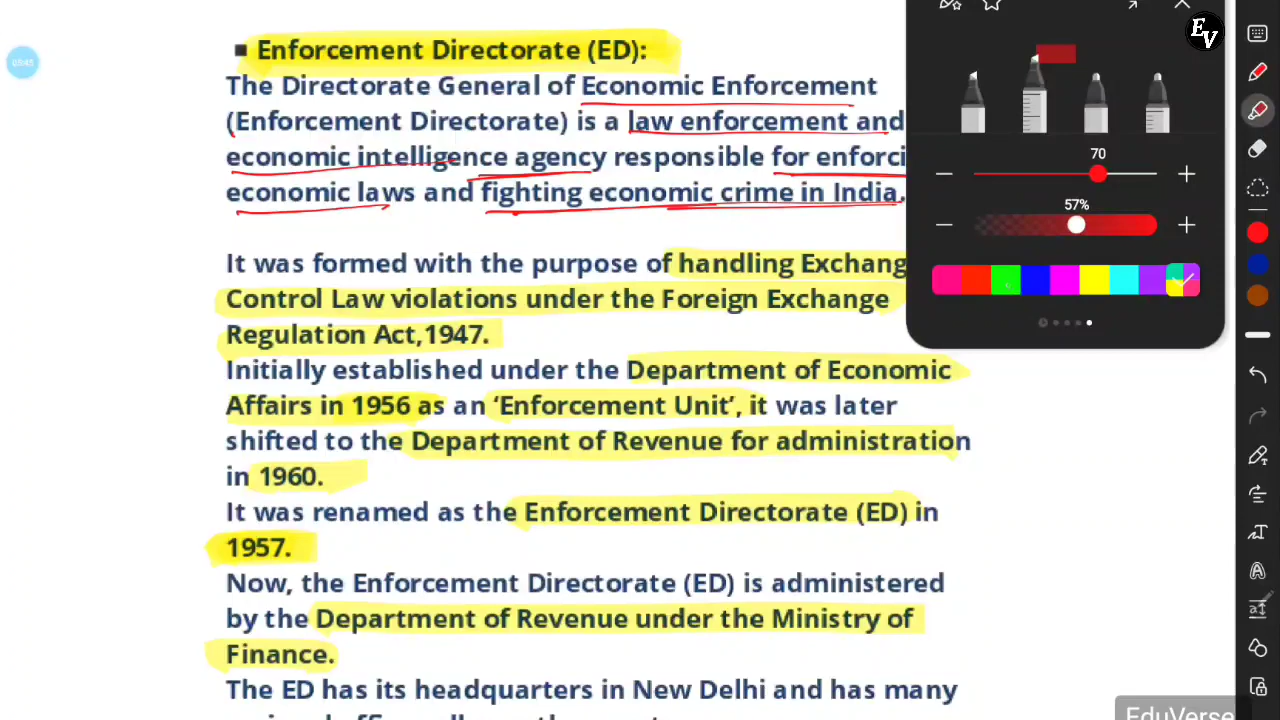 ▪ Enforcement Directorate (ED):
The Directorate General of Economic Enforcement
(Enforcement Directorate) is a law enforcement and
economic intelligence agency responsible for enforci
economic laws and fighting economic crime in India.
It was formed with the purpose of handling Exchang
Control Law violations under the Foreign Exchange
Regulation Act,1947.
Initially established under the Department of Economic
Affairs in 1956 as an ‘Enforcement Unit’, it was later
shifted to the Department of Revenue for administration
in 1960.
It was renamed as the Enforcement Directorate (ED) in
1957.
Now, the Enforcement Directorate (ED) is administered
by the Department of Revenue under the Ministry of
Finance.
The ED has its headquarters in New Delhi and has many
EV
70
57%
EduVerse